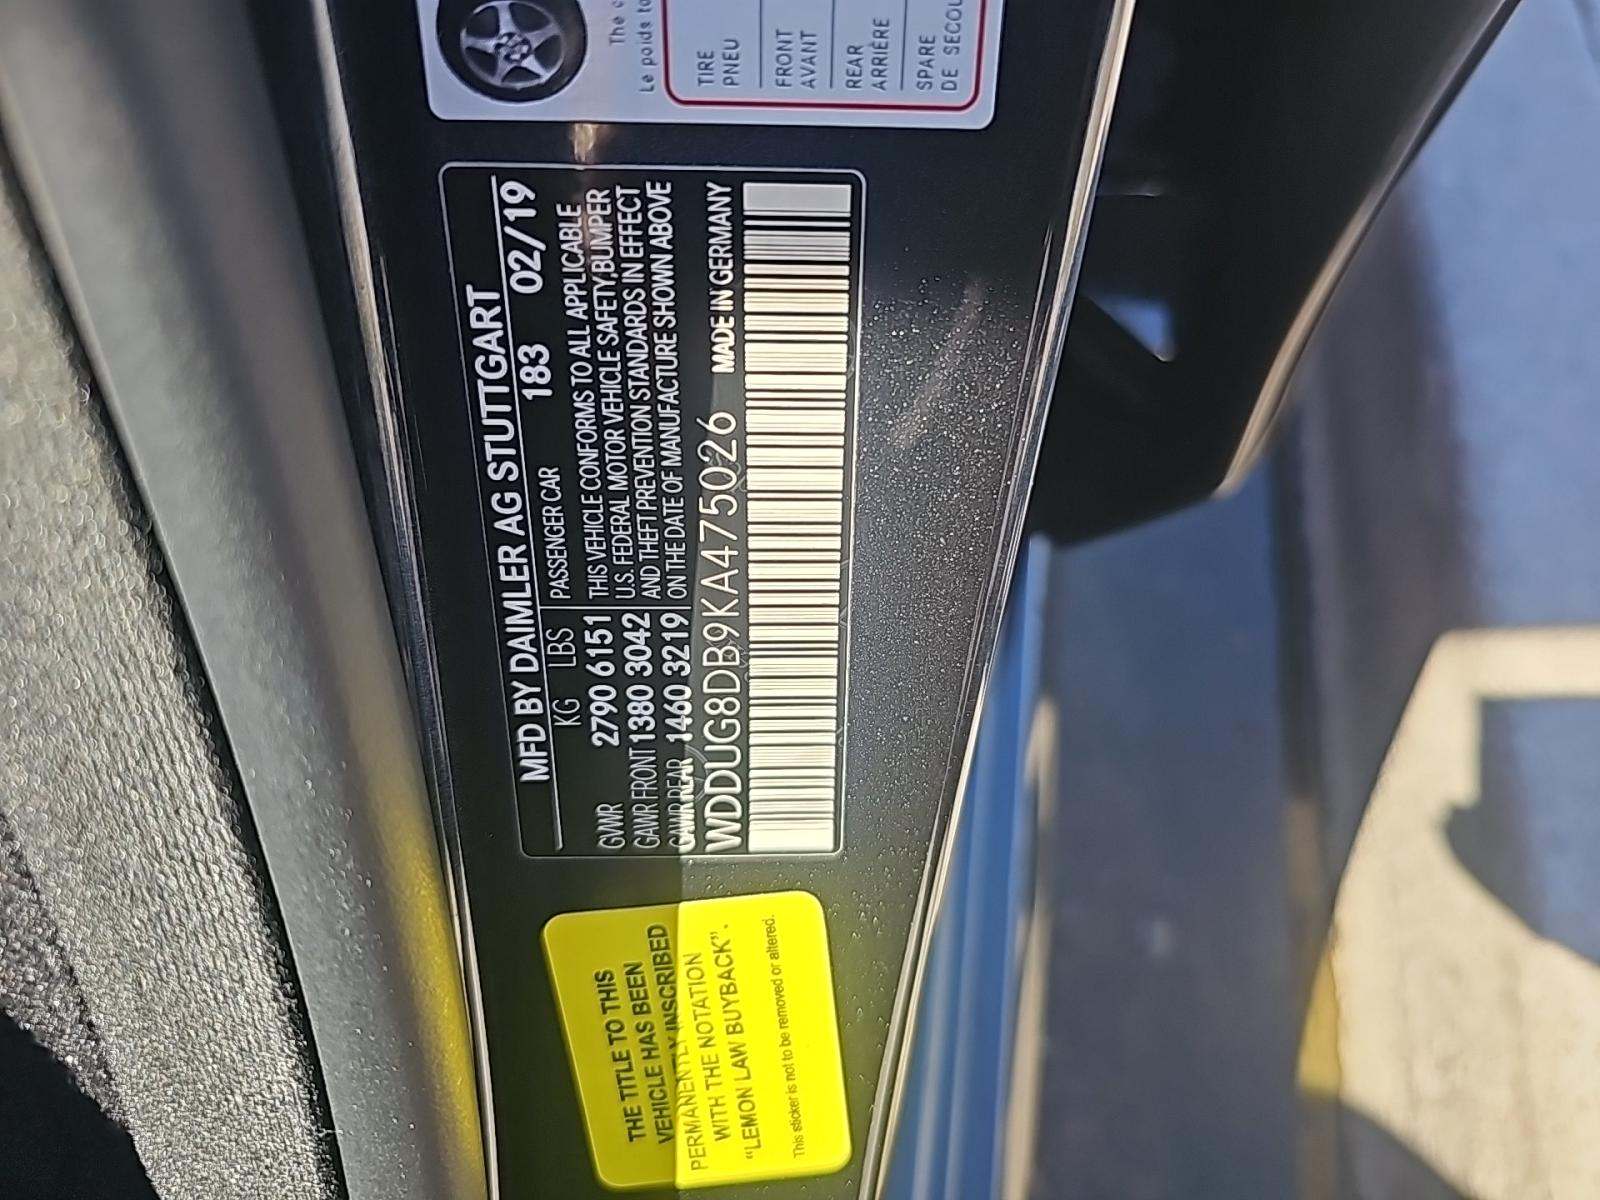 MFD BY DAIMLER AG STUTTGART
KG LBS PASSENGER CAR 183 02/19
GVWR 2790 6151 THIS VEHICLE CONFORMS TO ALL APPLICABLE
GAWR FRONT 1380 3042 U.S. FEDERAL MOTOR VEHICLE SAFETY, BUMPER
GAWR REAR 1460 3219 AND THEFT PREVENTION STANDARDS IN EFFECT
ON THE DATE OF MANUFACTURE SHOWN ABOVE
WDDUG8DB9KA475026 MADE IN GERMANY
THE TITLE TO THIS
VEHICLE HAS BEEN
PERMANENTLY INSCRIBED
WITH THE NOTATION
"LEMON LAW BUYBACK".
This sticker is not to be removed or altered.
The
Le poids
TIRE
PNEU
FRONT
AVANT
REAR
ARRIÈRE
SPARE
DE